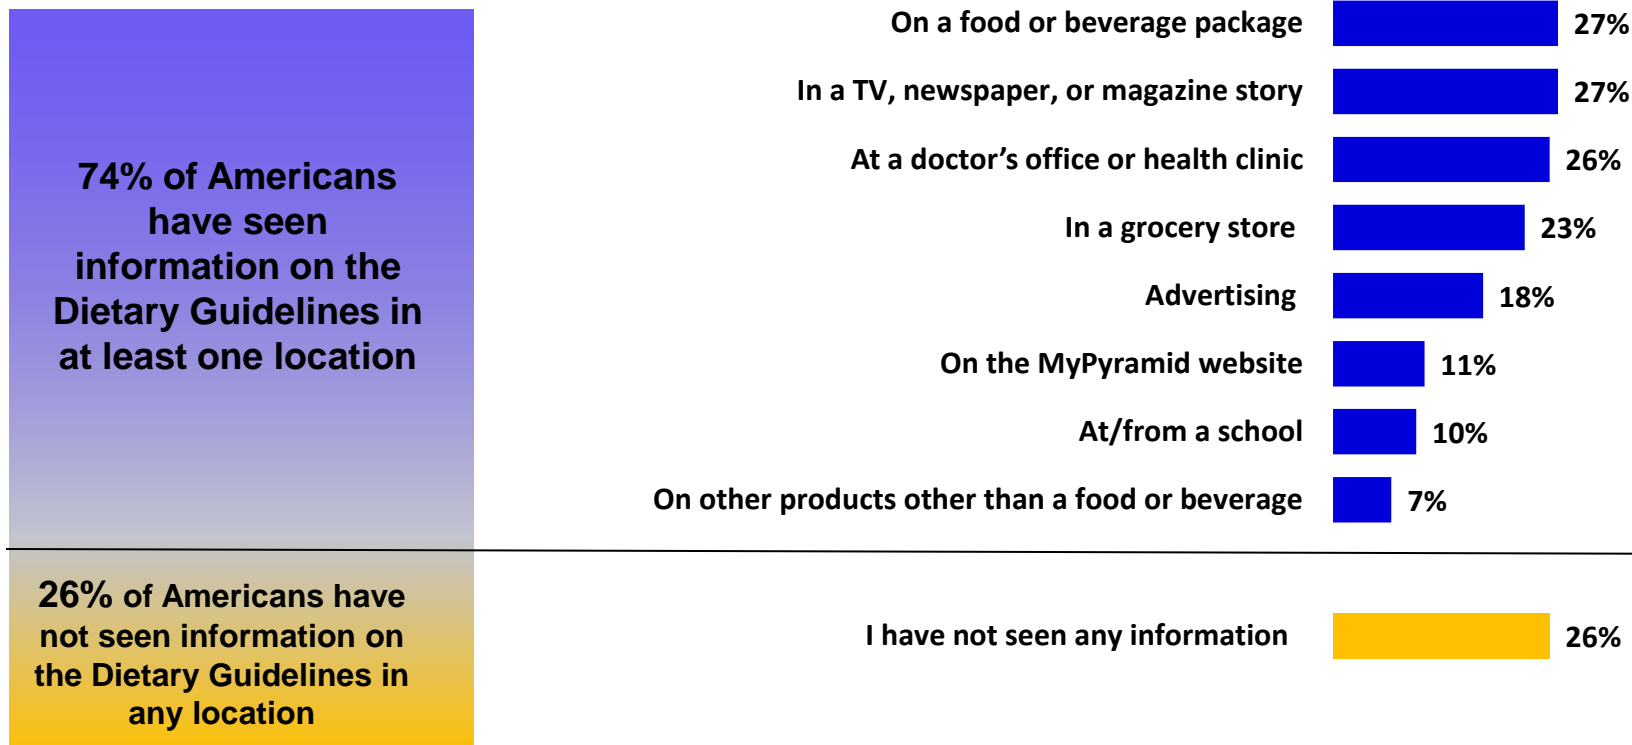 74% of Americans
have seen
information on the
Dietary Guidelines in
at least one location
26% of Americans have
not seen information on
the Dietary Guidelines in
any location
On a food or beverage package 27%
In a TV, newspaper, or magazine story 27%
At a doctor’s office or health clinic 26%
In a grocery store 23%
Advertising 18%
On the MyPyramid website 11%
At/from a school 10%
On other products other than a food or beverage 7%
I have not seen any information 26%